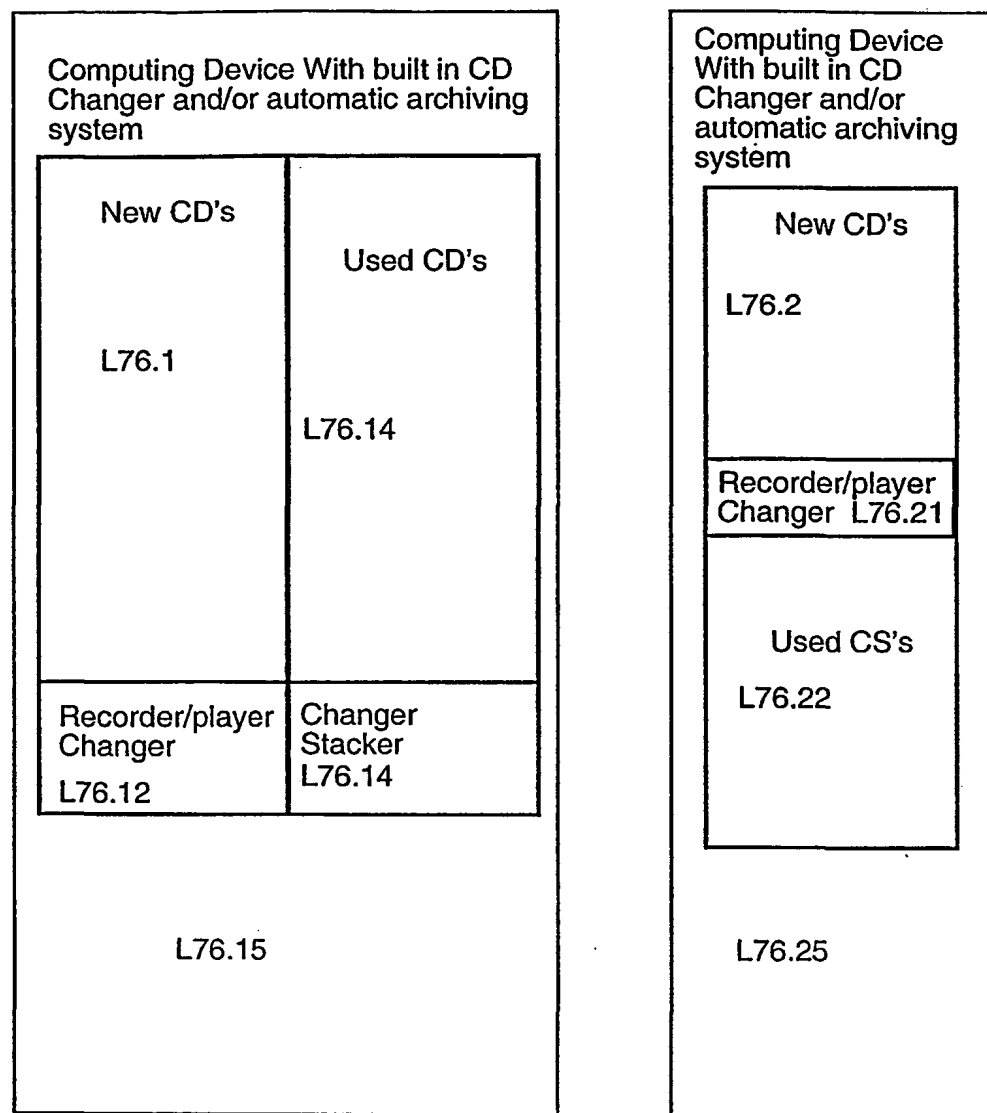 Computing Device With built in CD
Changer and/or automatic archiving
system
New CD's
Used CD's
L76.1
L76.14
Recorder/player
Changer
L76.12
Changer
Stacker
L76.14
L76.15
Computing Device
With built in CD
Changer and/or
automatic archiving
system
New CD's
L76.2
Recorder/player
Changer L76.21
Used CS's
L76.22
L76.25